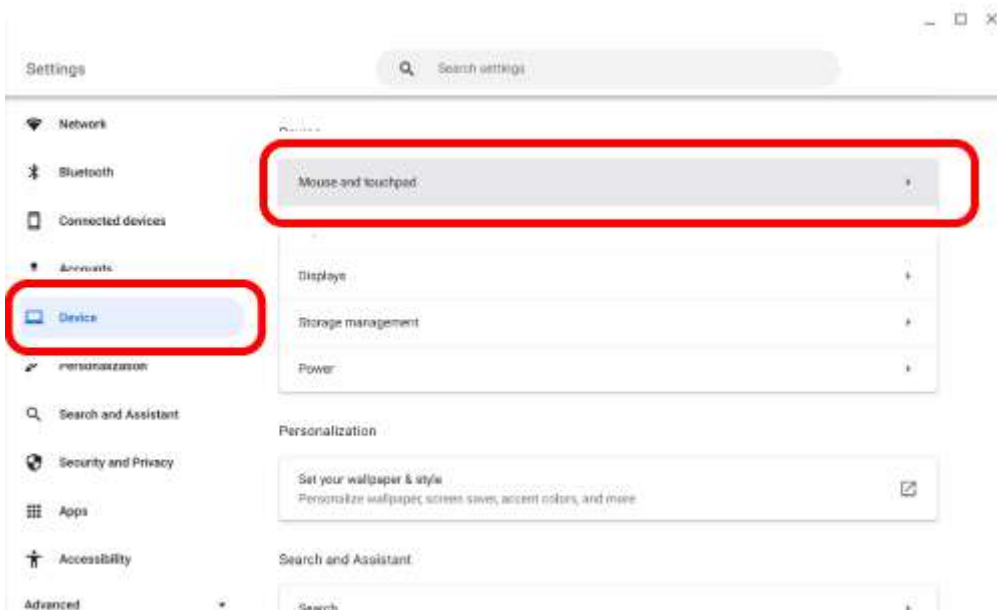 Settings
Search settings
Network
Bluetooth
Connected devices
Accounts
Device
Personalization
Search and Assistant
Security and Privacy
Apps
Accessibility
Advanced
Device
Mouse and touchpad
Displays
Storage management
Power
Personalization
Set your wallpaper & style
Personalize wallpaper, screen saver, accent colors, and more
Search and Assistant
Search